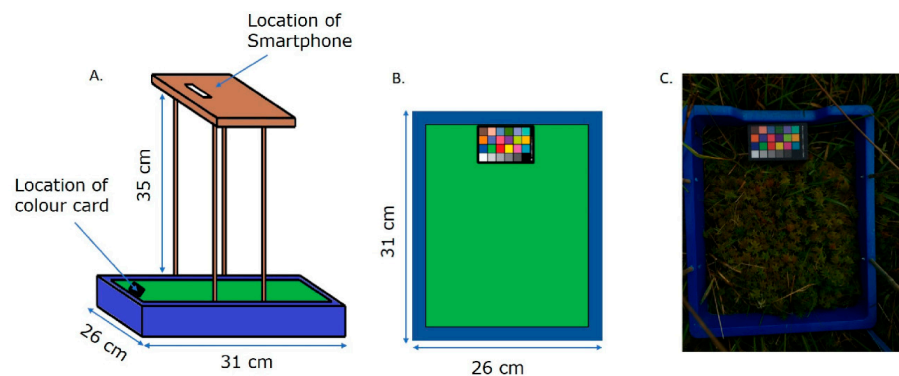 A.
Location of
Smartphone
35 cm
Location of
colour card
26 cm
31 cm
B.
31 cm
26 cm
C.